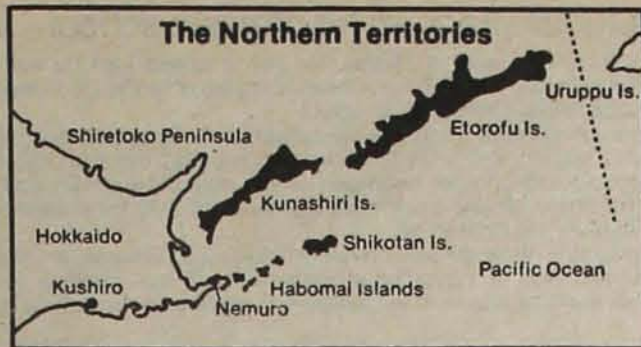 The Northern Territories
Uruppu Is.
Etorofu Is.
Shiretoko Peninsula
Kunashiri Is.
Hokkaido
Shikotan Is.
Pacific Ocean
Kushiro
Habomai Islands
Nemuro